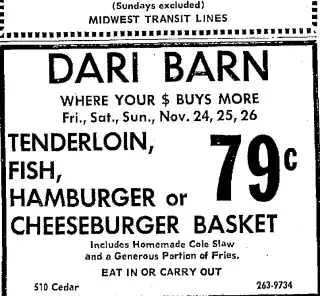 (Sundays excluded)
MIDWEST TRANSIT LINES
DARI BARN
WHERE YOUR $ BUYS MORE
Fri., Sat., Sun., Nov. 24, 25, 26
TENDERLOIN,
FISH,
HAMBURGER or
CHEESEBURGER BASKET
79c
Includes Homemade Cole Slaw
and a Generous Portion of Fries.
EAT IN OR CARRY OUT
510 Cedar 263-9734